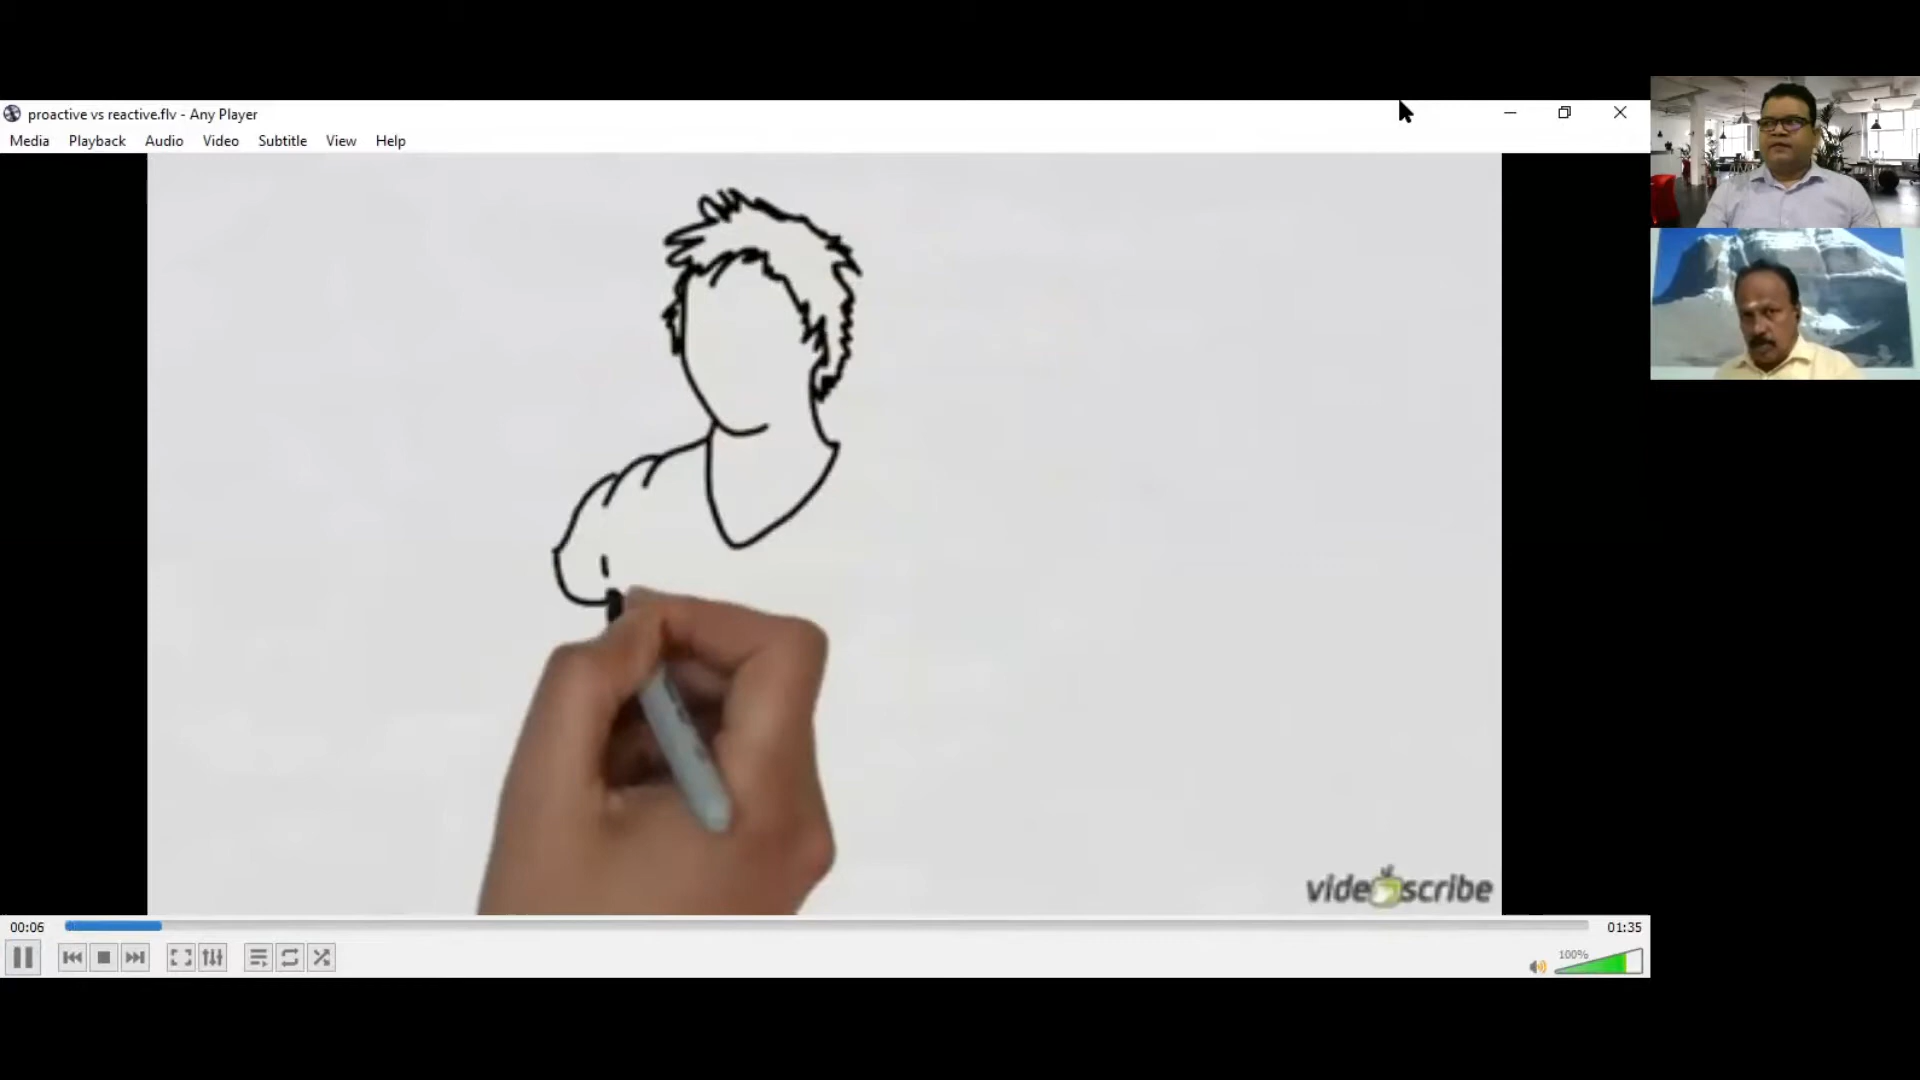 proactive vs reactive.flv - Any Player
Media Playback Audio Video Subtitle View Help
videoscribe
00:06
01:35
100%